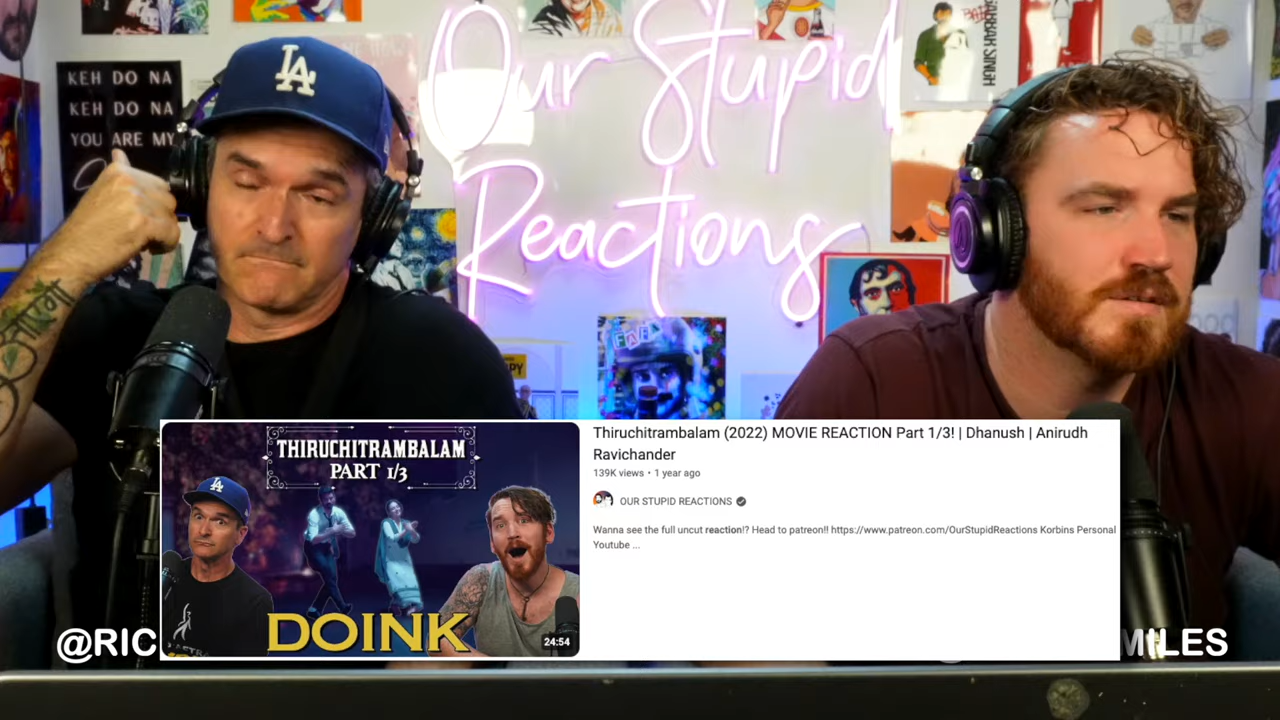 Our Stupid
Reactions
KEH DO NA
KEH DO NA
YOU ARE MY
LA
KABIR SINGH
FAF
THIRUCHITRAMBALAM
PART 1/3
DOINK
24:54
Thiruchitrambalam (2022) MOVIE REACTION Part 1/3! | Dhanush | Anirudh
Ravichander
139K views • 1 year ago
OUR STUPID REACTIONS
Wanna see the full uncut reaction!? Head to patreon!! https://www.patreon.com/OurStupidReactions Korbins Personal
Youtube ...
@RIC
MILES